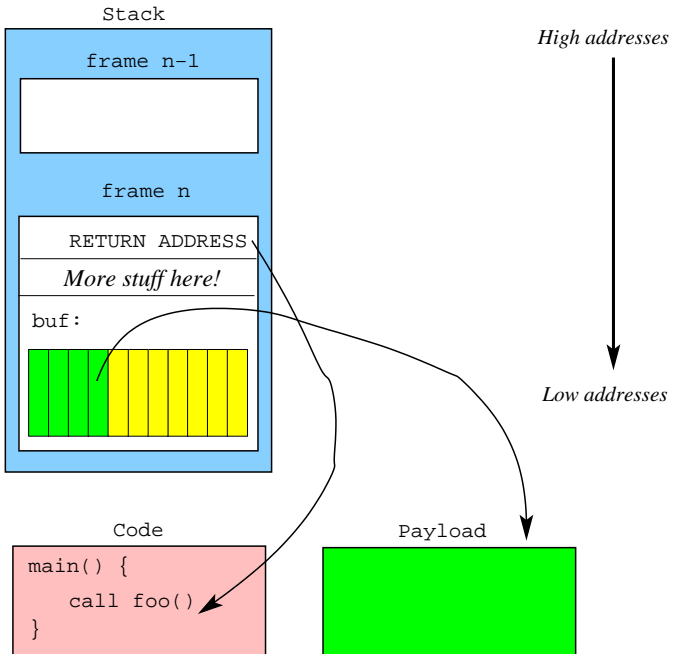 Stack
High addresses
frame n−1
frame n
RETURN ADDRESS
More stuff here!
buf:
Low addresses
Code
Payload
main() {
call foo()
}